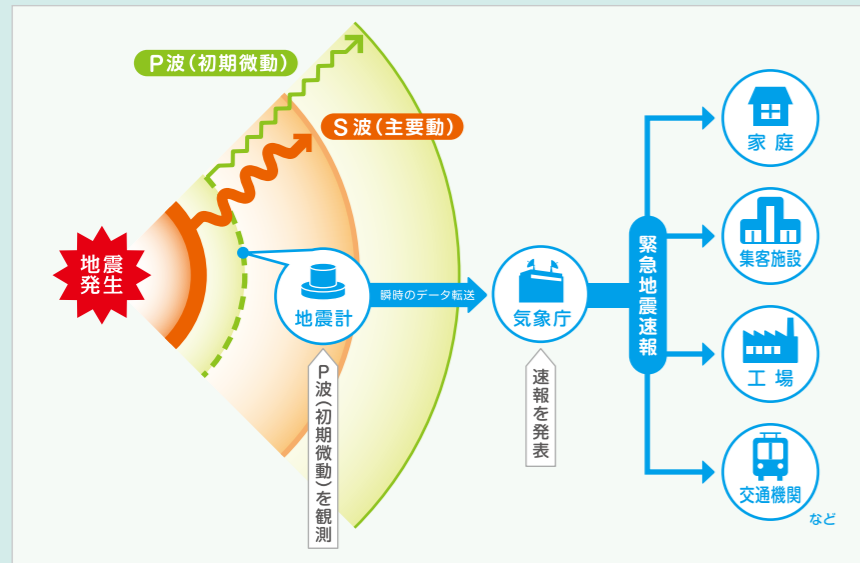 P波(初期微動)
S波(主要動)
地震
発生
地震計
瞬時のデータ転送
気象庁
P波(初期微動)を観測
速報を発表
緊急地震速報
家庭
集客施設
工場
交通機関
など